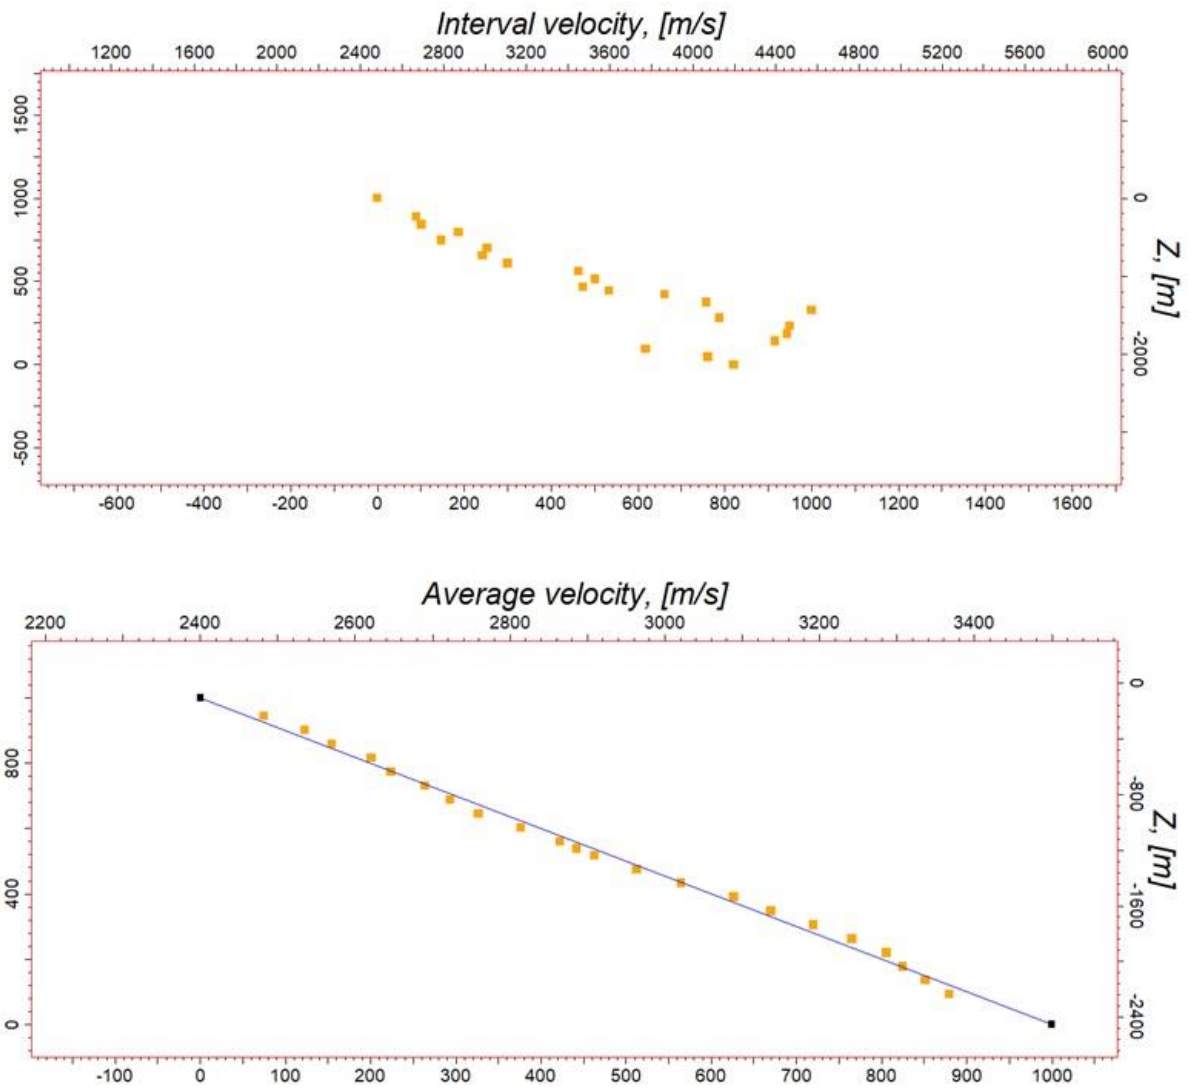 Interval velocity, [m/s]
1200 1600 2000 2400 2800 3200 3600 4000 4400 4800 5200 5600 6000
1500
1000
500
0
-500
0
-2000
Z, [m]
-600 -400 -200 0 200 400 600 800 1000 1200 1400 1600
Average velocity, [m/s]
2200 2400 2600 2800 3000 3200 3400
800
400
0
0
-800
-1600
-2400
Z, [m]
-100 0 100 200 300 400 500 600 700 800 900 1000